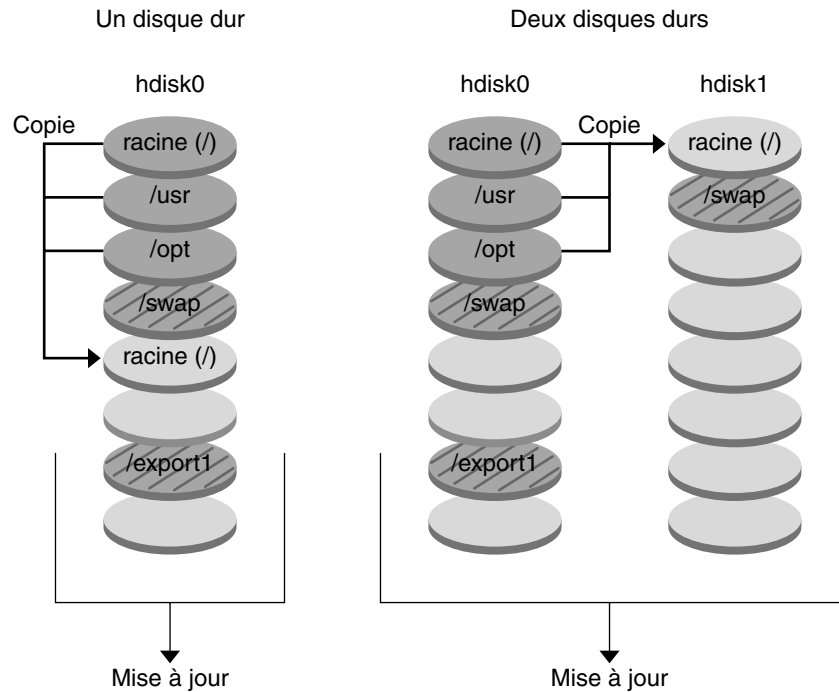 Un disque dur
hdisk0
Copie
racine (/)
/usr
/opt
/swap
racine (/)
/export1
Mise à jour
Deux disques durs
hdisk0
racine (/)
/usr
/opt
/swap
/export1
Copie
hdisk1
racine (/)
/swap
Mise à jour